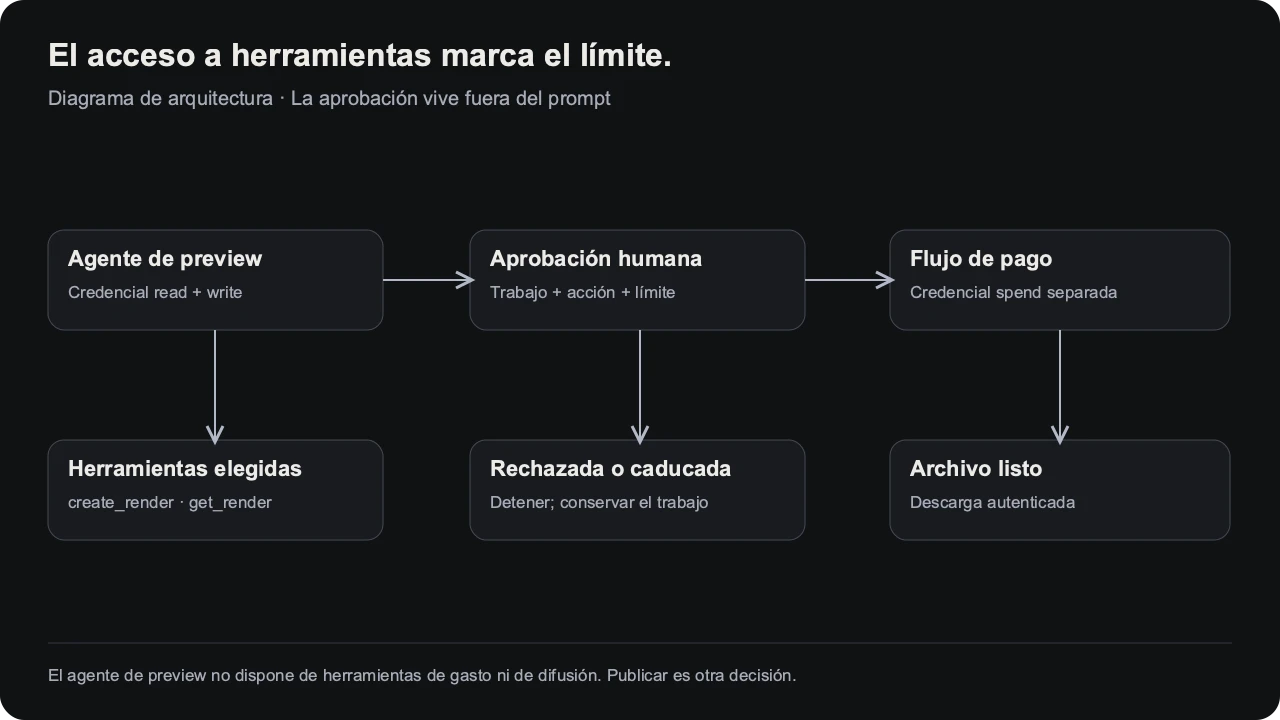 El acceso a herramientas marca el límite.
Diagrama de arquitectura · La aprobación vive fuera del prompt
Agente de preview
Credencial read + write
Aprobación humana
Trabajo + acción + límite
Flujo de pago
Credencial spend separada
Herramientas elegidas
create_render · get_render
Rechazada o caducada
Detener; conservar el trabajo
Archivo listo
Descarga autenticada
El agente de preview no dispone de herramientas de gasto ni de difusión. Publicar es otra decisión.